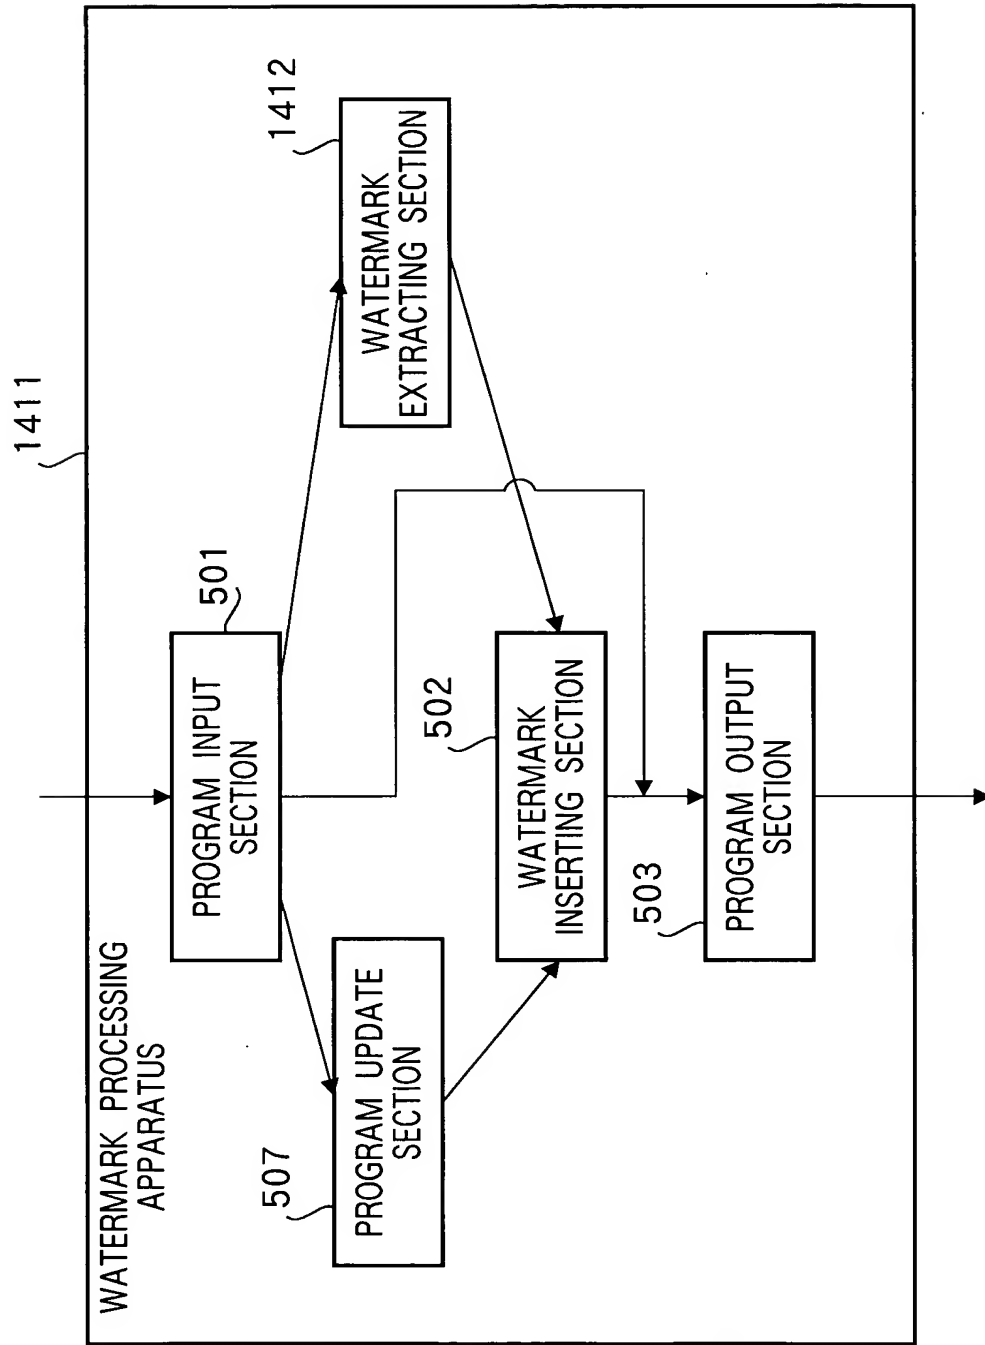 WATERMARK PROCESSING
APPARATUS
1411
PROGRAM INPUT
SECTION
501
507
PROGRAM UPDATE
SECTION
1412
WATERMARK
EXTRACTING SECTION
502
WATERMARK
INSERTING SECTION
503
PROGRAM OUTPUT
SECTION